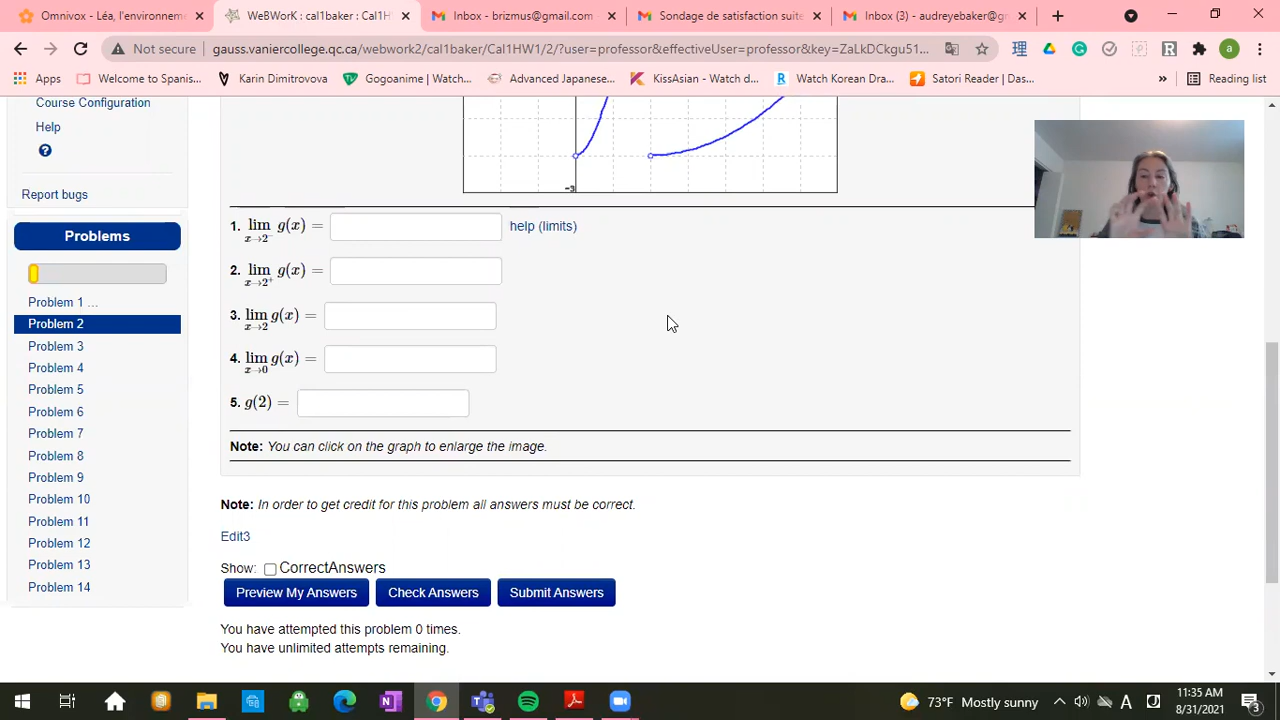 Omnivox - Léa, l'environnem
WeBWorK : cal1baker : Cal1H
Inbox - brizmus@gmail.com
Sondage de satisfaction suite
Inbox (3) - audreyebaker@g
Not secure
gauss.vaniercollege.qc.ca/webwork2/cal1baker/Cal1HW1/2/?user=professor&effectiveUser=professor&key=ZaLkDCkgu51...
Apps
Welcome to Spanis...
Karin Dimitrovova
Gogoanime | Watch...
Advanced Japanese...
KissAsian - Watch d...
Watch Korean Dra...
Satori Reader | Das...
»
Reading list
Course Configuration
Help
Report bugs
Problems
Problem 1 ...
Problem 2
Problem 3
Problem 4
Problem 5
Problem 6
Problem 7
Problem 8
Problem 9
Problem 10
Problem 11
Problem 12
Problem 13
Problem 14
-3
1. lim x→2⁻ g(x) = help (limits)
2. lim x→2⁺ g(x) =
3. lim x→2 g(x) =
4. lim x→0 g(x) =
5. g(2) =
Note: You can click on the graph to enlarge the image.
Note: In order to get credit for this problem all answers must be correct.
Edit3
Show: CorrectAnswers
Preview My Answers
Check Answers
Submit Answers
You have attempted this problem 0 times.
You have unlimited attempts remaining.
73°F Mostly sunny
11:35 AM
8/31/2021